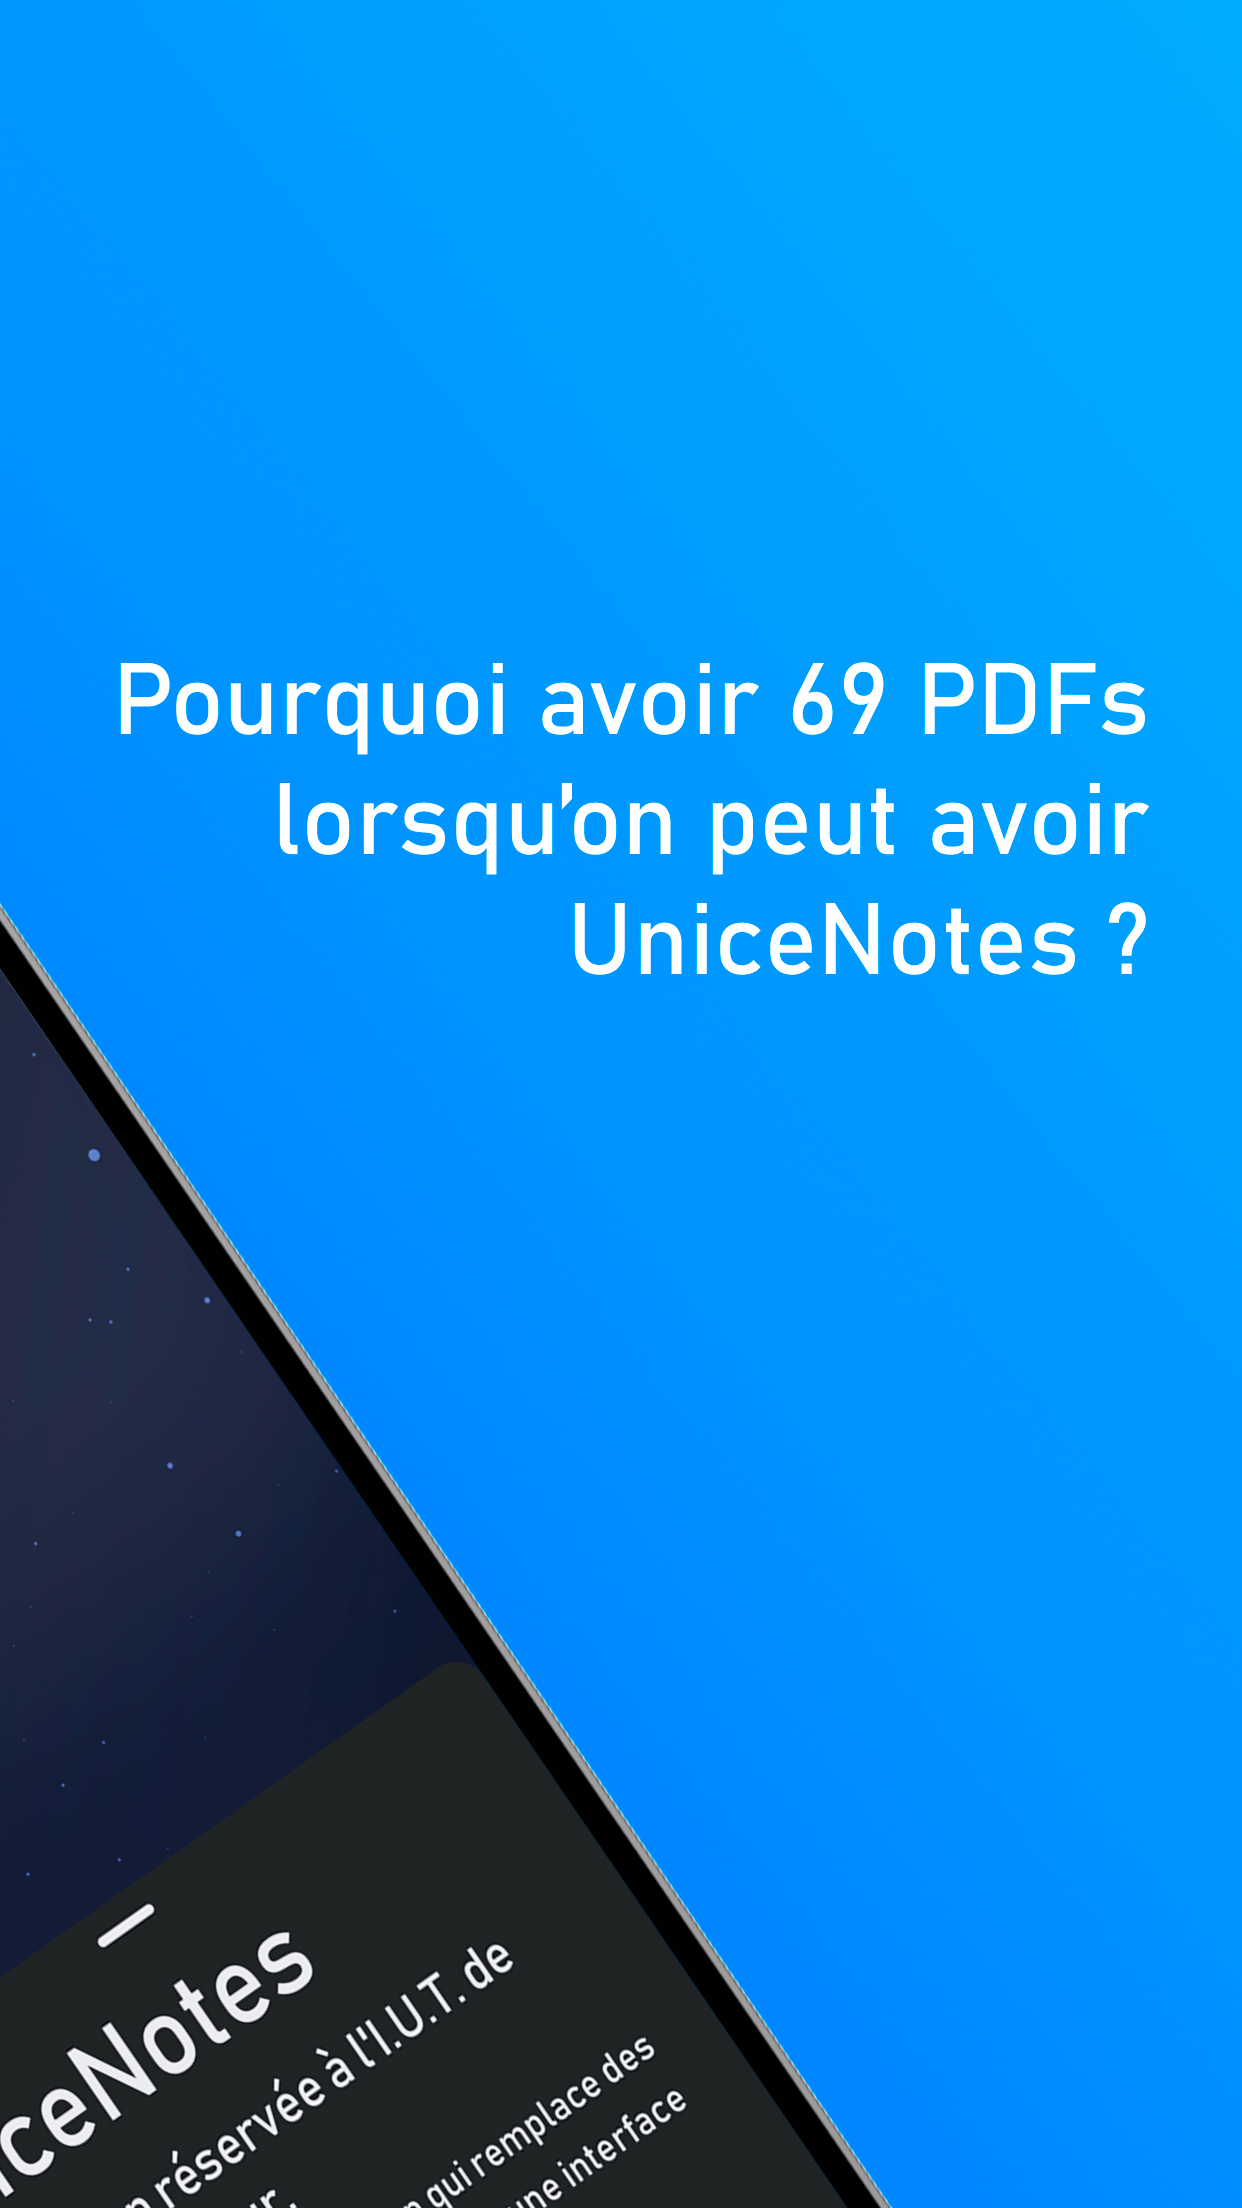 Pourquoi avoir 69 PDFs
lorsqu’on peut avoir
UniceNotes ?
ceNotes
réservée à l'I.U.T. de
qui remplace des
une interface